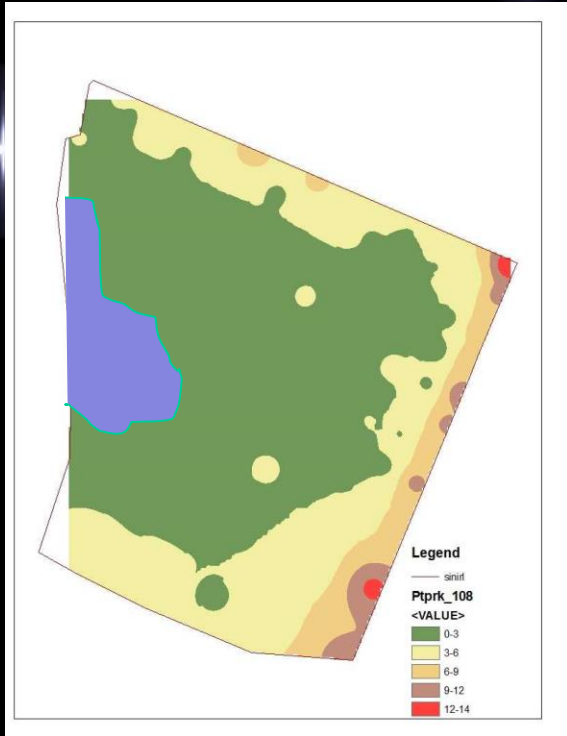 Legend
sinirl
Ptprk_108
<VALUE>
0-3
3-6
6-9
9-12
12-14